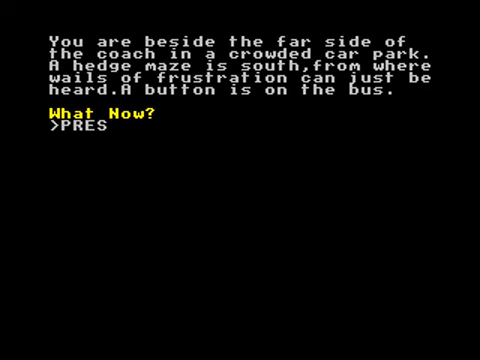 You are beside the far side of
the coach in a crowded car park.
A hedge maze is south,from where
wails of frustration can just be
heard.A button is on the bus.
What Now?
>PRES